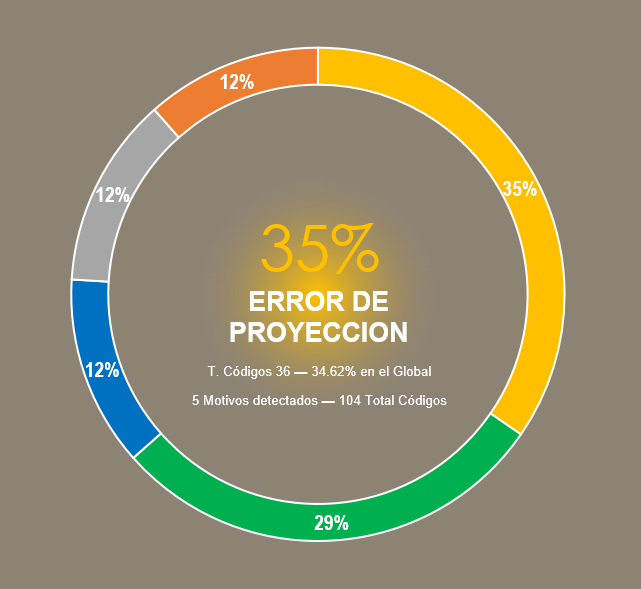 12%
35%
12%
35%
ERROR DE
PROYECCION
T. Códigos 36 — 34.62% en el Global
12%
5 Motivos detectados — 104 Total Códigos
29%